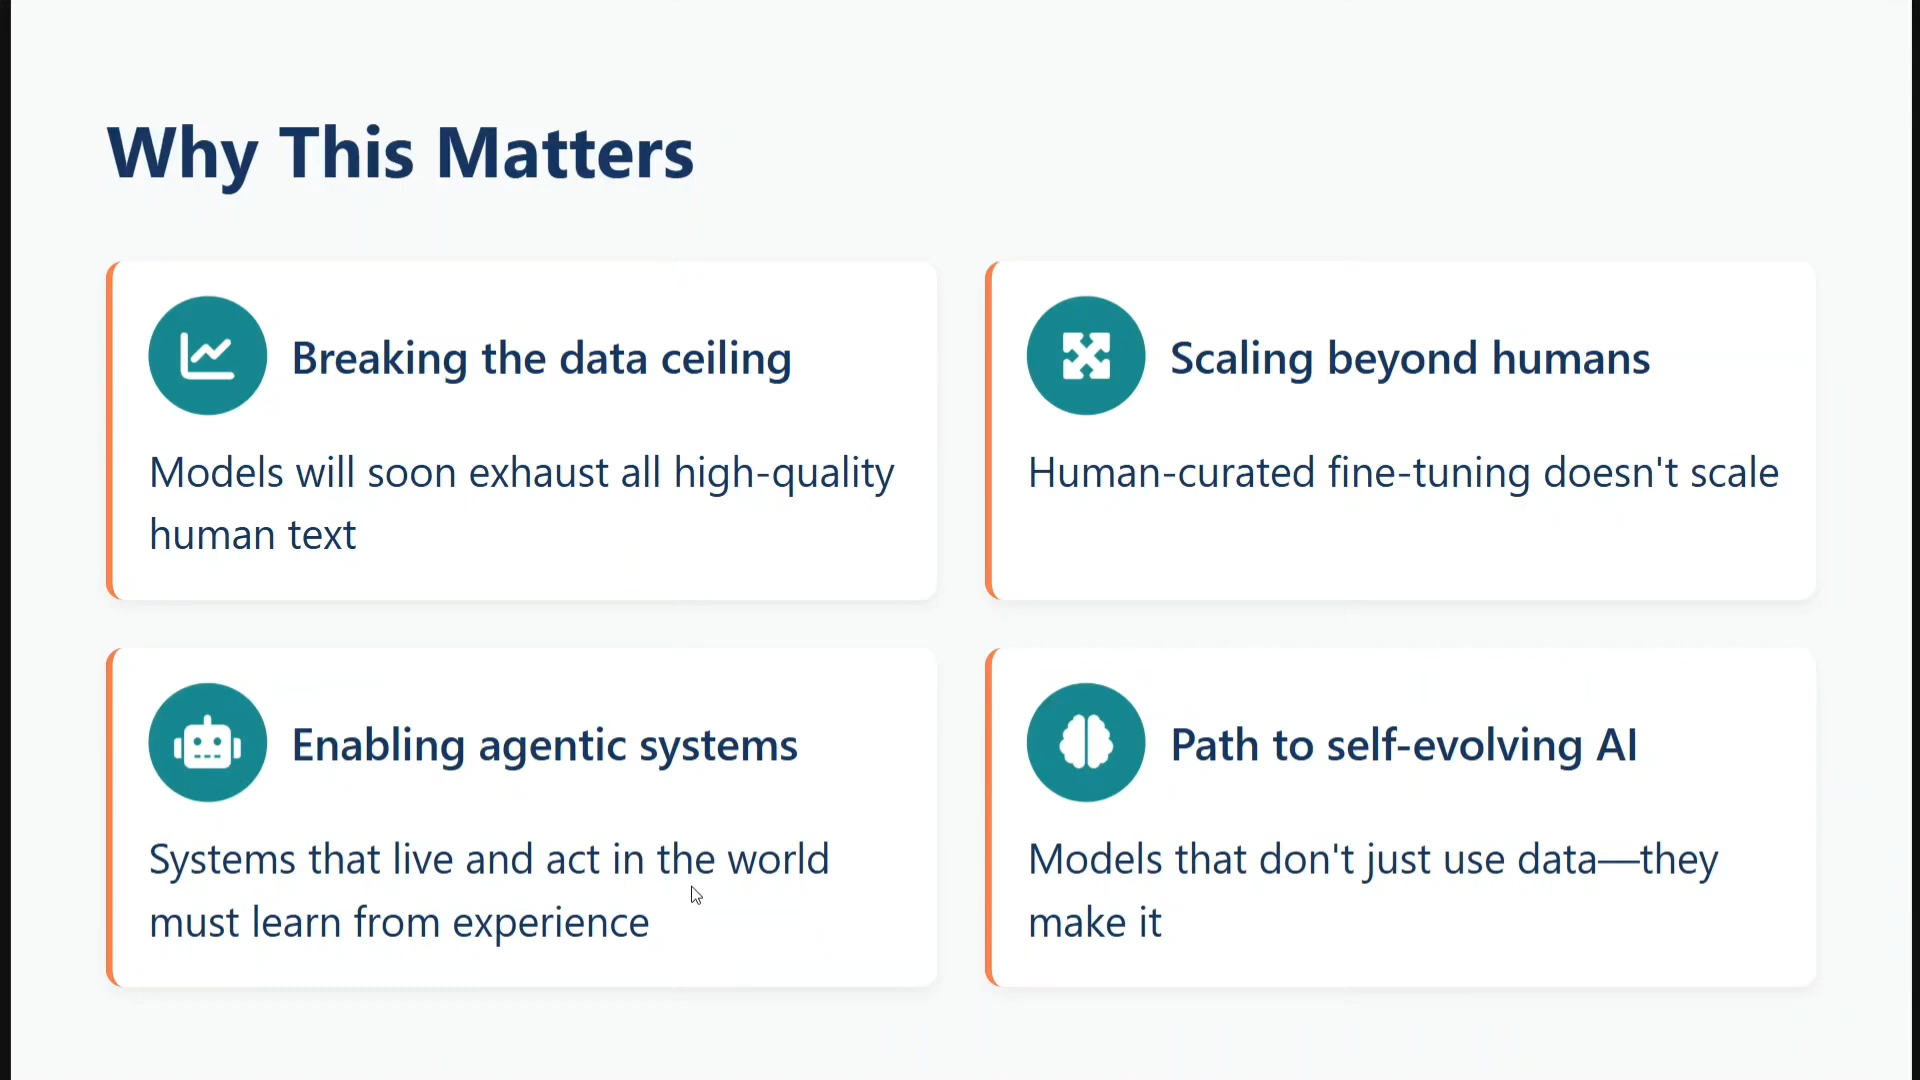 Why This Matters
Breaking the data ceiling
Models will soon exhaust all high-quality
human text
Scaling beyond humans
Human-curated fine-tuning doesn't scale
Enabling agentic systems
Systems that live and act in the world
must learn from experience
Path to self-evolving AI
Models that don't just use data—they
make it